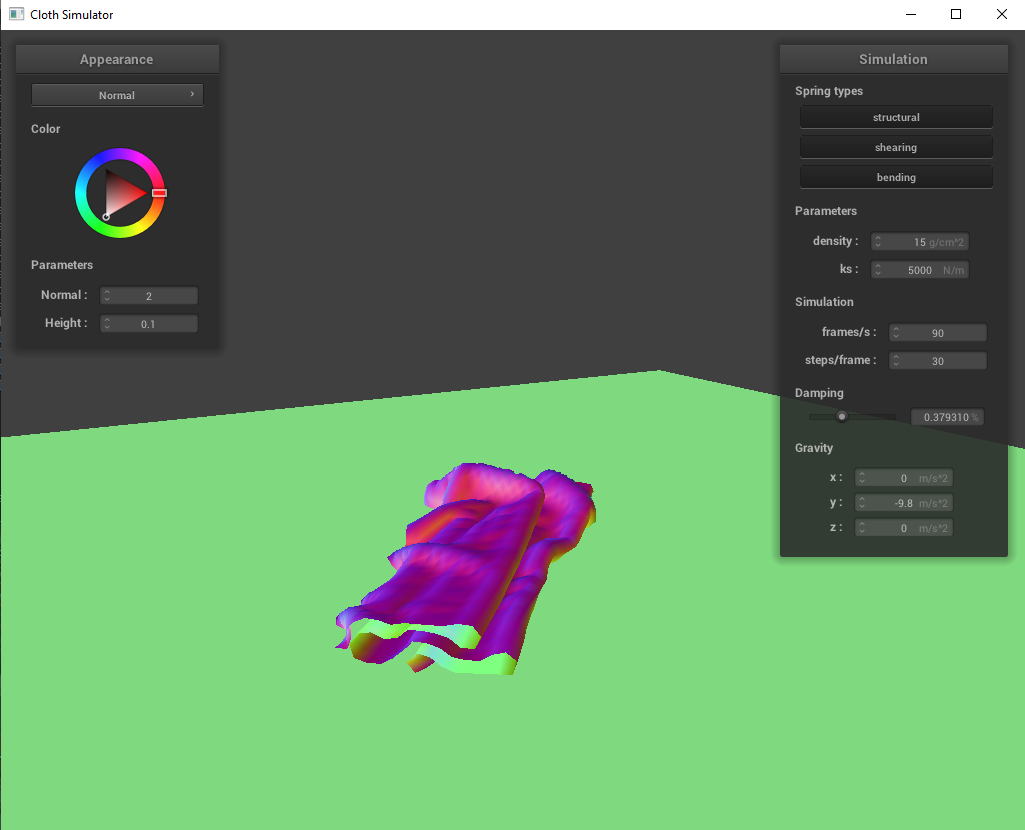 Cloth Simulator
Appearance
Normal
Color
Parameters
Normal : 2
Height : 0.1
Simulation
Spring types
structural
shearing
bending
Parameters
density : 15 g/cm^2
ks : 5000 N/m
Simulation
frames/s : 90
steps/frame : 30
Damping
0.379310 %
Gravity
x : 0 m/s^2
y : -9.8 m/s^2
z : 0 m/s^2